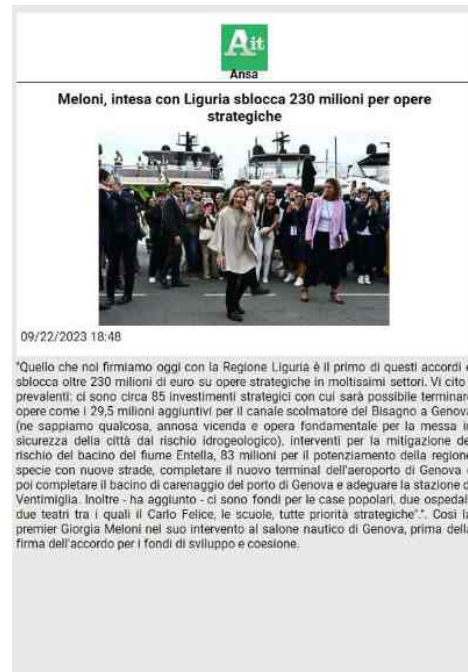 Ait
Ansa
Meloni, intesa con Liguria sblocca 230 milioni per opere
strategiche
09/22/2023 18:48
"Quello che noi firmiamo oggi con la Regione Liguria è il primo di questi accordi e
sblocca oltre 230 milioni di euro su opere strategiche in moltissimi settori. Vi cito i
prevalenti: ci sono circa 85 investimenti strategici con cui sarà possibile terminare
opere come i 29,5 milioni aggiuntivi per il canale scolmatore del Bisagno a Genova
(ne sappiamo qualcosa, annosa vicenda e opera fondamentale per la messa in
sicurezza della città dal rischio idrogeologico), interventi per la mitigazione del
rischio del bacino del fiume Entella, 83 milioni per il potenziamento della regione
specie con nuove strade, completare il nuovo terminal dell'aeroporto di Genova e
poi completare il bacino di carenaggio del porto di Genova e adeguare la stazione di
Ventimiglia. Inoltre - ha aggiunto - ci sono fondi per le case popolari, due ospedali,
due teatri tra i quali il Carlo Felice, le scuole, tutte priorità strategiche".". Così la
premier Giorgia Meloni nel suo intervento al salone nautico di Genova, prima della
firma dell'accordo per i fondi di sviluppo e coesione.